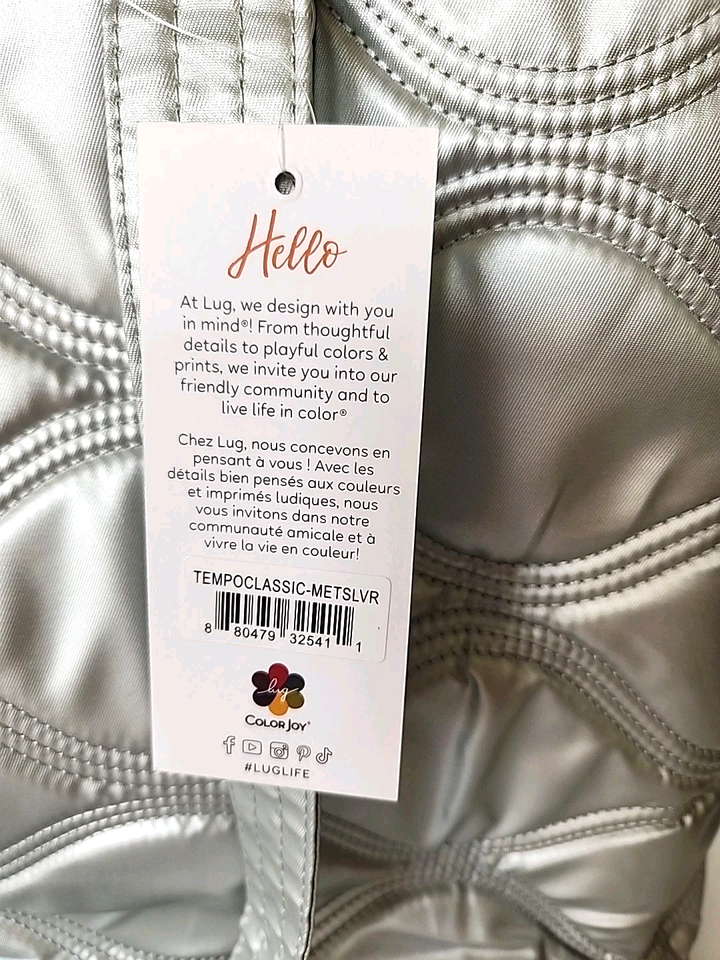 Hello
At Lug, we design with you
in mind®! From thoughtful
details to playful colors &
prints, we invite you into our
friendly community and to
live life in color®
Chez Lug, nous concevons en
pensant à vous ! Avec les
détails bien pensés aux couleurs
et imprimés ludiques, nous
vous invitons dans notre
communauté amicale et à
vivre la vie en couleur!
TEMPOCLASSIC-METSLVR
8 80479 32541 1
lug
COLOR JOY®
#LUGLIFE